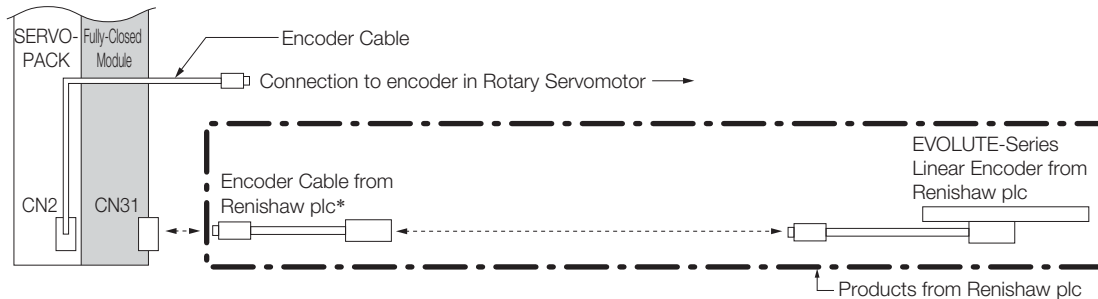 SERVO-
PACK
Fully-Closed
Module
Encoder Cable
Connection to encoder in Rotary Servomotor
EVOLUTE-Series
Linear Encoder from
Renishaw plc
Encoder Cable from
Renishaw plc*
CN2
CN31
Products from Renishaw plc